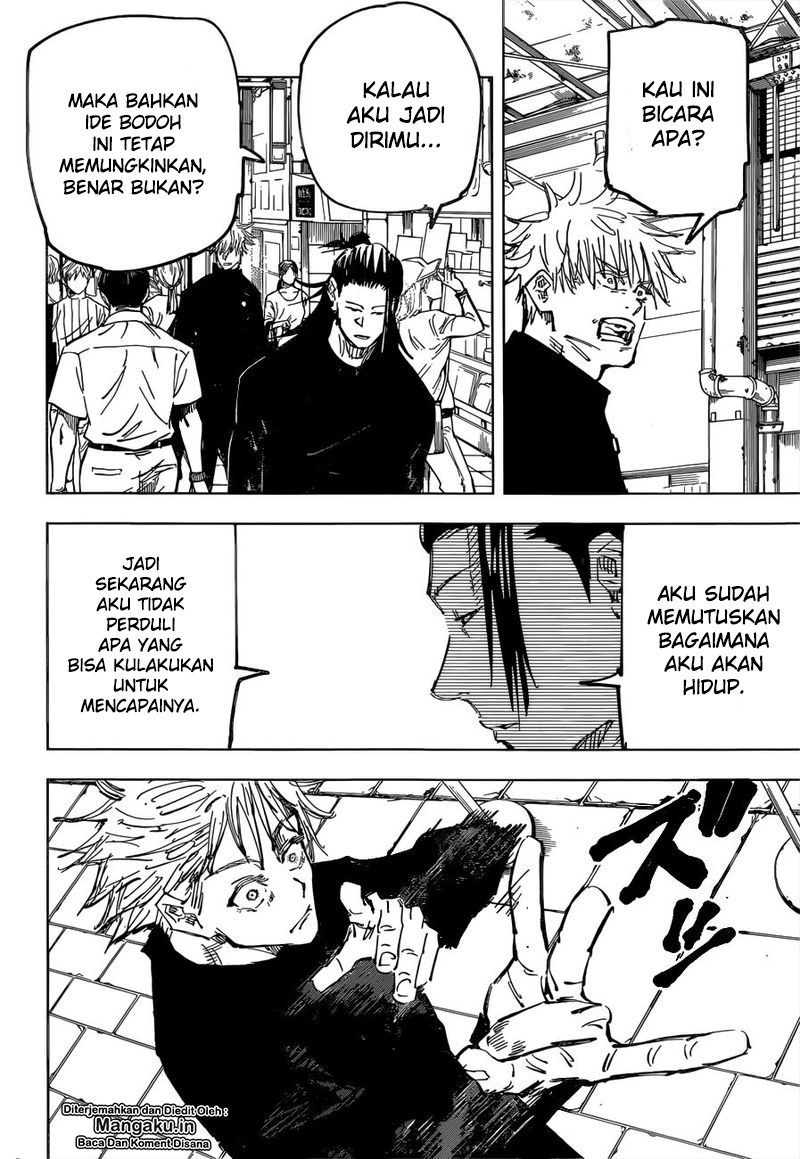 KAU INI
BICARA
APA?
KALAU
AKU JADI
DIRIMU...
MAKA BAHKAN
IDE BODOH
INI TETAP
MEMUNGKINKAN,
BENAR BUKAN?
AKU SUDAH
MEMUTUSKAN
BAGAIMANA
AKU AKAN
HIDUP.
JADI
SEKARANG
AKU TIDAK
PERDULI
APA YANG
BISA KULAKUKAN
UNTUK
MENCAPAINYA.
ズズッ
Diterjemahkan dan Diedit Oleh :
Mangaku.in
Baca Dan Koment Disana